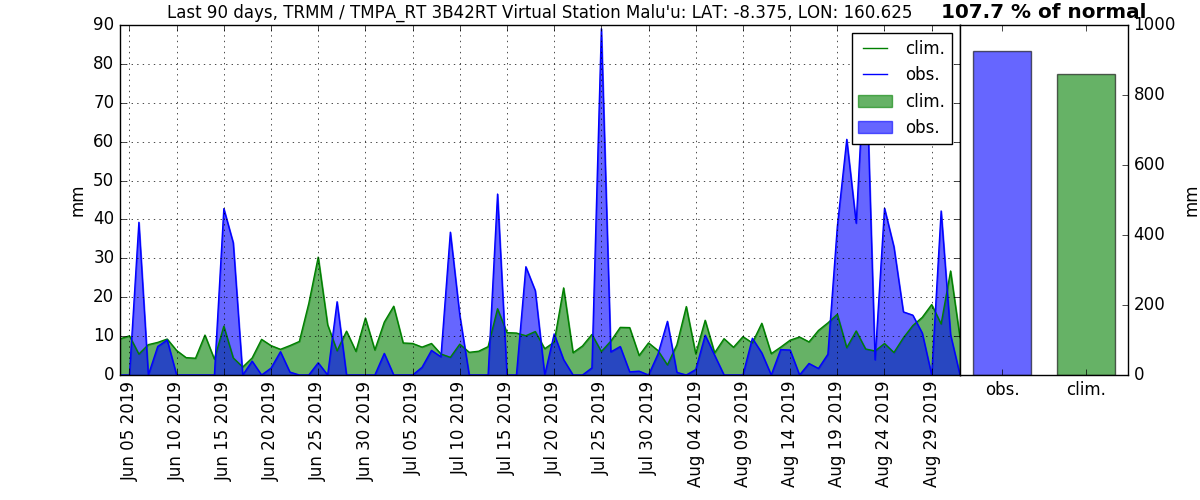 Last 90 days, TRMM / TMPA_RT 3B42RT Virtual Station Malu'u: LAT: -8.375, LON: 160.625
107.7 % of normal
90
80
70
60
50
40
30
20
10
0
mm
clim.
obs.
clim.
obs.
1000
800
600
400
200
0
mm
Jun 05 2019
Jun 10 2019
Jun 15 2019
Jun 20 2019
Jun 25 2019
Jun 30 2019
Jul 05 2019
Jul 10 2019
Jul 15 2019
Jul 20 2019
Jul 25 2019
Jul 30 2019
Aug 04 2019
Aug 09 2019
Aug 14 2019
Aug 19 2019
Aug 24 2019
Aug 29 2019
obs.
clim.